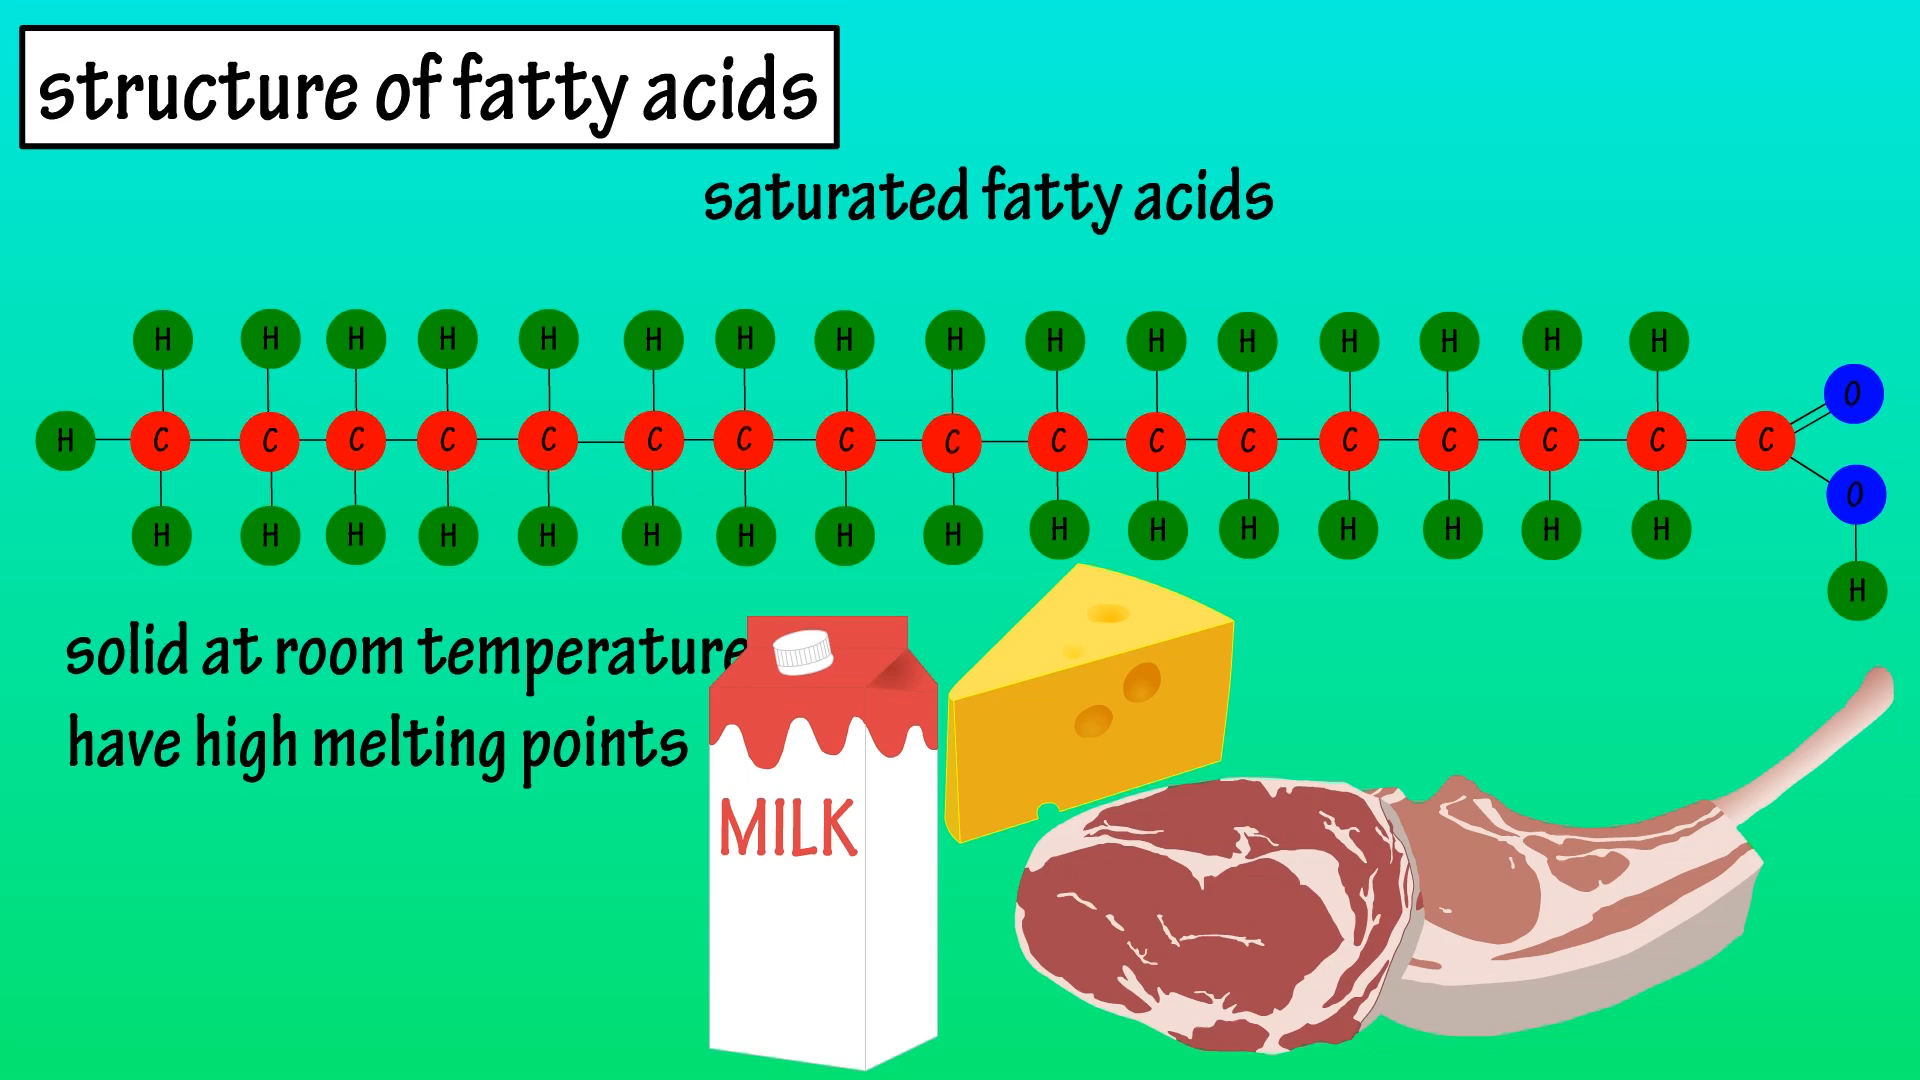 structure of fatty acids
saturated fatty acids
H H H H H H H H H H H H H H H H
H C C C C C C C C C C C C C C C C C O
O
H H H H H H H H H H H H H H H H
H
solid at room temperature
have high melting points
MILK